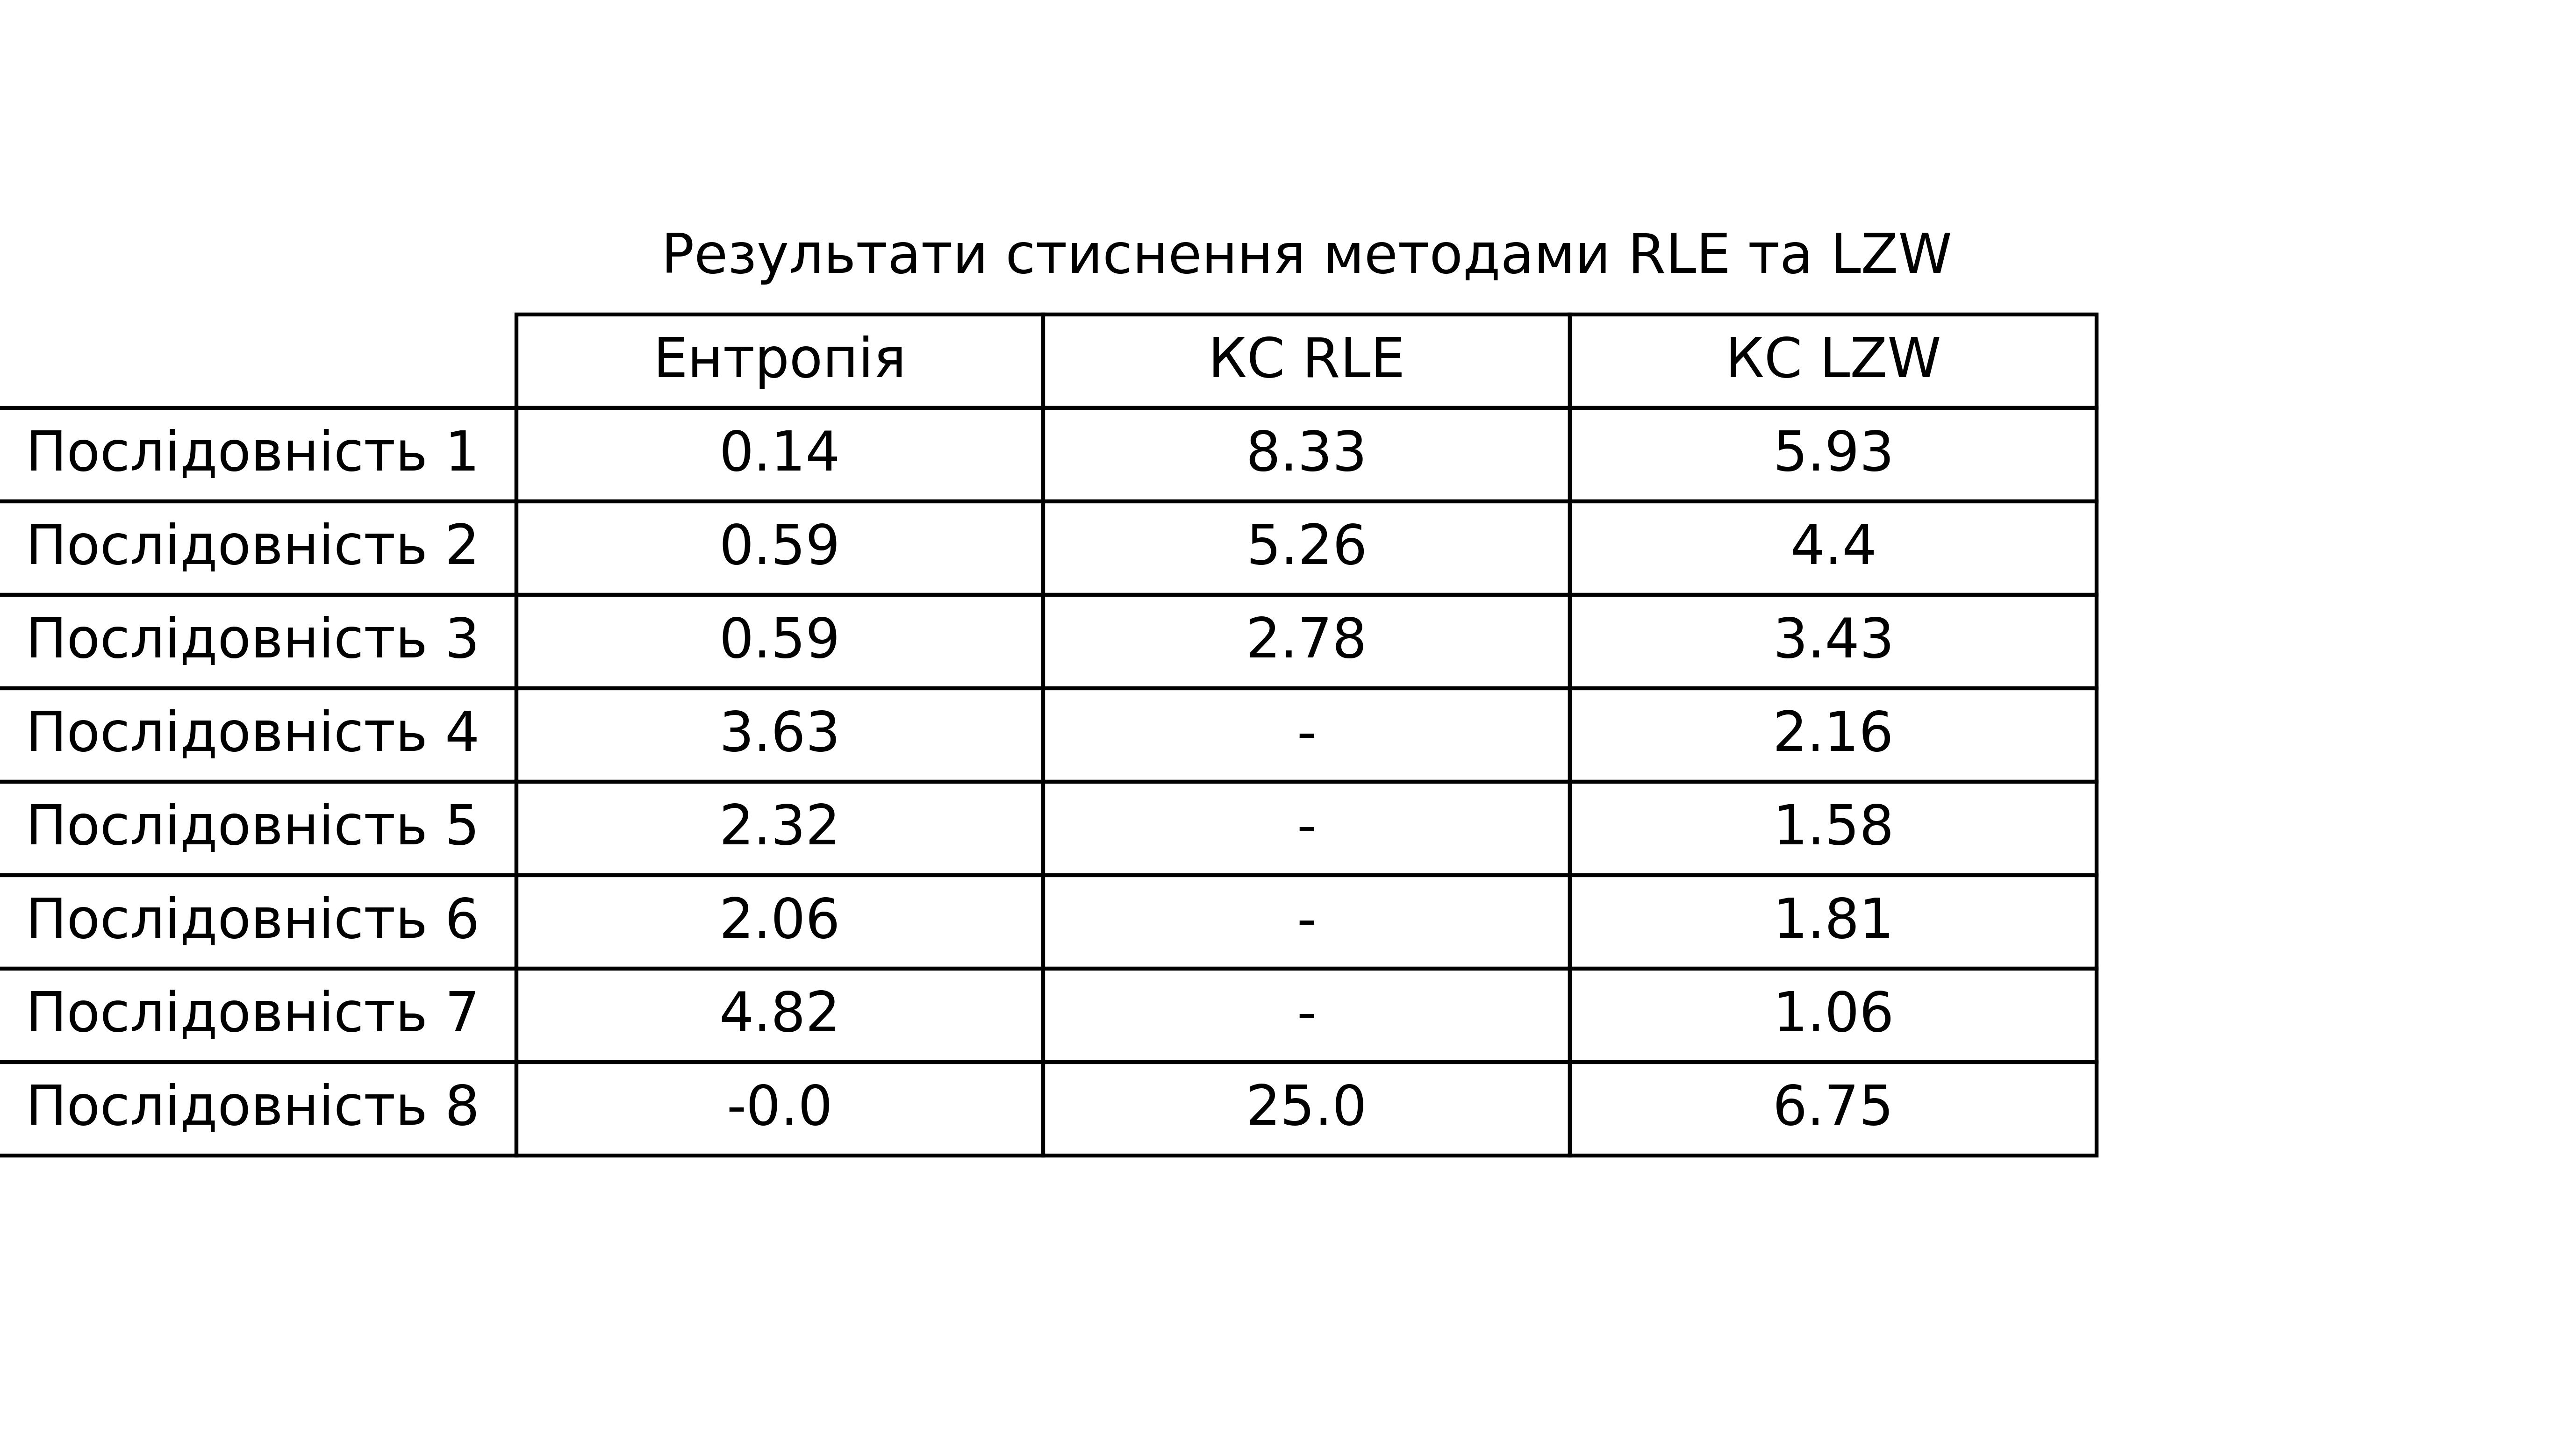 Результати стиснення методами RLE та LZW
Ентропія КС RLE КС LZW
Послідовність 1 0.14 8.33 5.93
Послідовність 2 0.59 5.26 4.4
Послідовність 3 0.59 2.78 3.43
Послідовність 4 3.63 - 2.16
Послідовність 5 2.32 - 1.58
Послідовність 6 2.06 - 1.81
Послідовність 7 4.82 - 1.06
Послідовність 8 -0.0 25.0 6.75